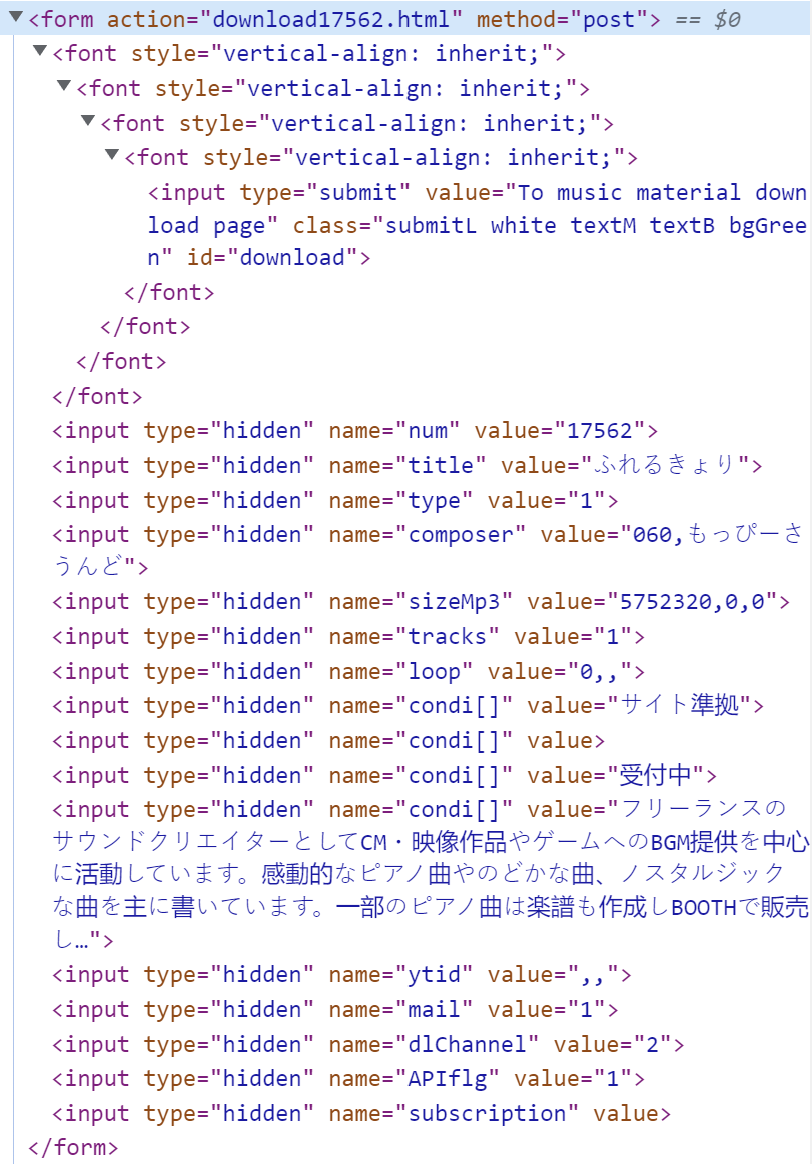 ▼<form action="download17562.html" method="post"> == $0
▼<font style="vertical-align: inherit;">
▼<font style="vertical-align: inherit;">
▼<font style="vertical-align: inherit;">
▼<font style="vertical-align: inherit;">
<input type="submit" value="To music material down
load page" class="submitL white textM textB bgGree
n" id="download">
</font>
</font>
</font>
</font>
<input type="hidden" name="num" value="17562">
<input type="hidden" name="title" value="ふれるきょり">
<input type="hidden" name="type" value="1">
<input type="hidden" name="composer" value="060,もっぴーさ
うんど">
<input type="hidden" name="sizeMp3" value="5752320,0,0">
<input type="hidden" name="tracks" value="1">
<input type="hidden" name="loop" value="0,,">
<input type="hidden" name="condi[]" value="サイト準拠">
<input type="hidden" name="condi[]" value>
<input type="hidden" name="condi[]" value="受付中">
<input type="hidden" name="condi[]" value="フリーランスの
サウンドクリエイターとしてCM・映像作品やゲームへのBGM提供を中心
に活動しています。感動的なピアノ曲やのどかな曲、ノスタルジック
な曲を主に書いています。一部のピアノ曲は楽譜も作成しBOOTHで販売
し…">
<input type="hidden" name="ytid" value=",,">
<input type="hidden" name="mail" value="1">
<input type="hidden" name="dlChannel" value="2">
<input type="hidden" name="APIflg" value="1">
<input type="hidden" name="subscription" value>
</form>